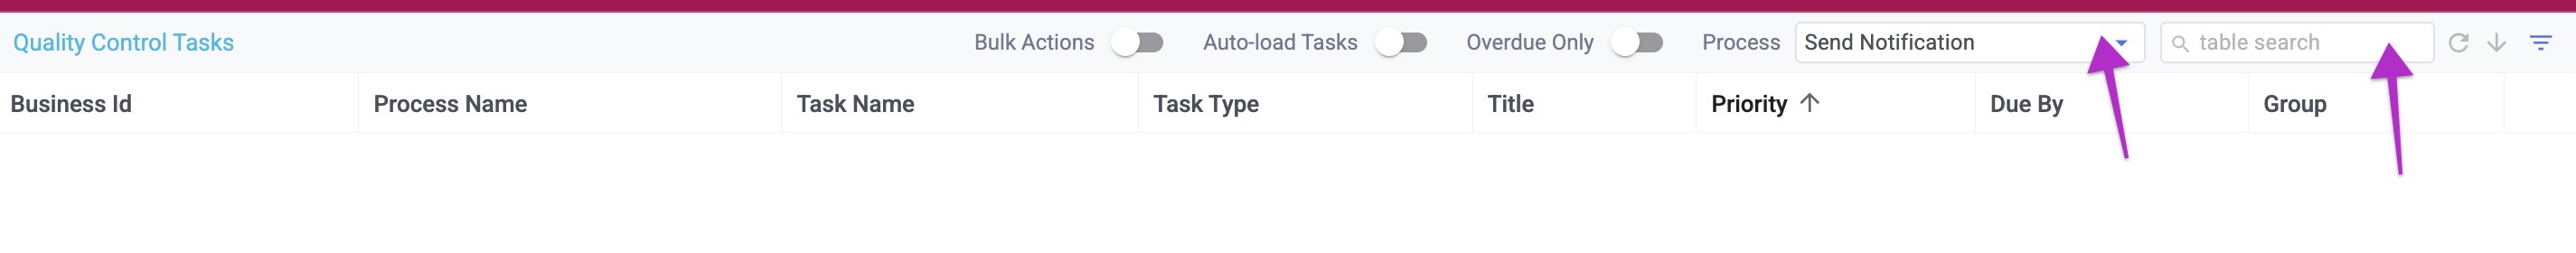 Quality Control Tasks Bulk Actions Auto-load Tasks Overdue Only Process Send Notification table search
Business Id Process Name Task Name Task Type Title Priority Due By Group